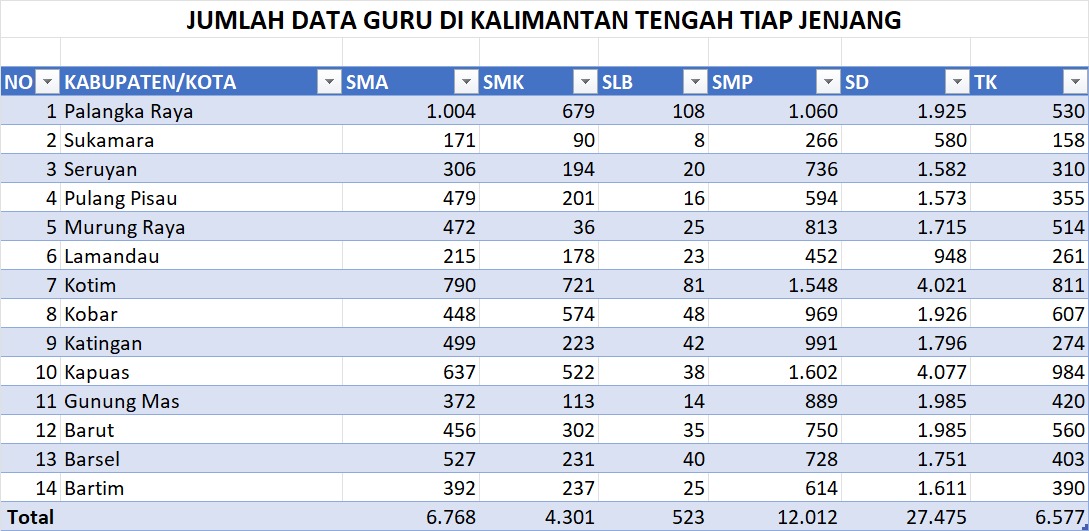 JUMLAH DATA GURU DI KALIMANTAN TENGAH TIAP JENJANG
NO KABUPATEN/KOTA SMA SMK SLB SMP SD TK
1 Palangka Raya 1.004 679 108 1.060 1.925 530
2 Sukamara 171 90 8 266 580 158
3 Seruyan 306 194 20 736 1.582 310
4 Pulang Pisau 479 201 16 594 1.573 355
5 Murung Raya 472 36 25 813 1.715 514
6 Lamandau 215 178 23 452 948 261
7 Kotim 790 721 81 1.548 4.021 811
8 Kobar 448 574 48 969 1.926 607
9 Katingan 499 223 42 991 1.796 274
10 Kapuas 637 522 38 1.602 4.077 984
11 Gunung Mas 372 113 14 889 1.985 420
12 Barut 456 302 35 750 1.985 560
13 Barsel 527 231 40 728 1.751 403
14 Bartim 392 237 25 614 1.611 390
Total 6.768 4.301 523 12.012 27.475 6.577